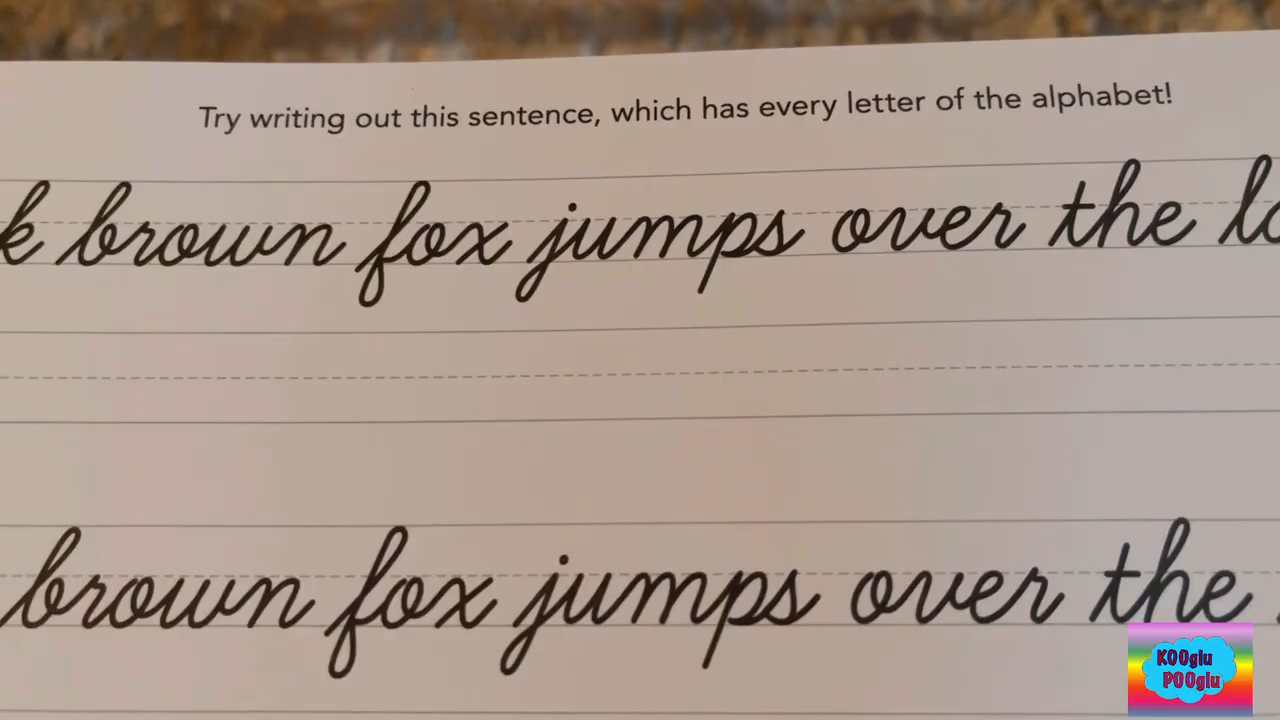 Try writing out this sentence, which has every letter of the alphabet!
k brown fox jumps over the la
brown fox jumps over the
KOOglu
POOglu